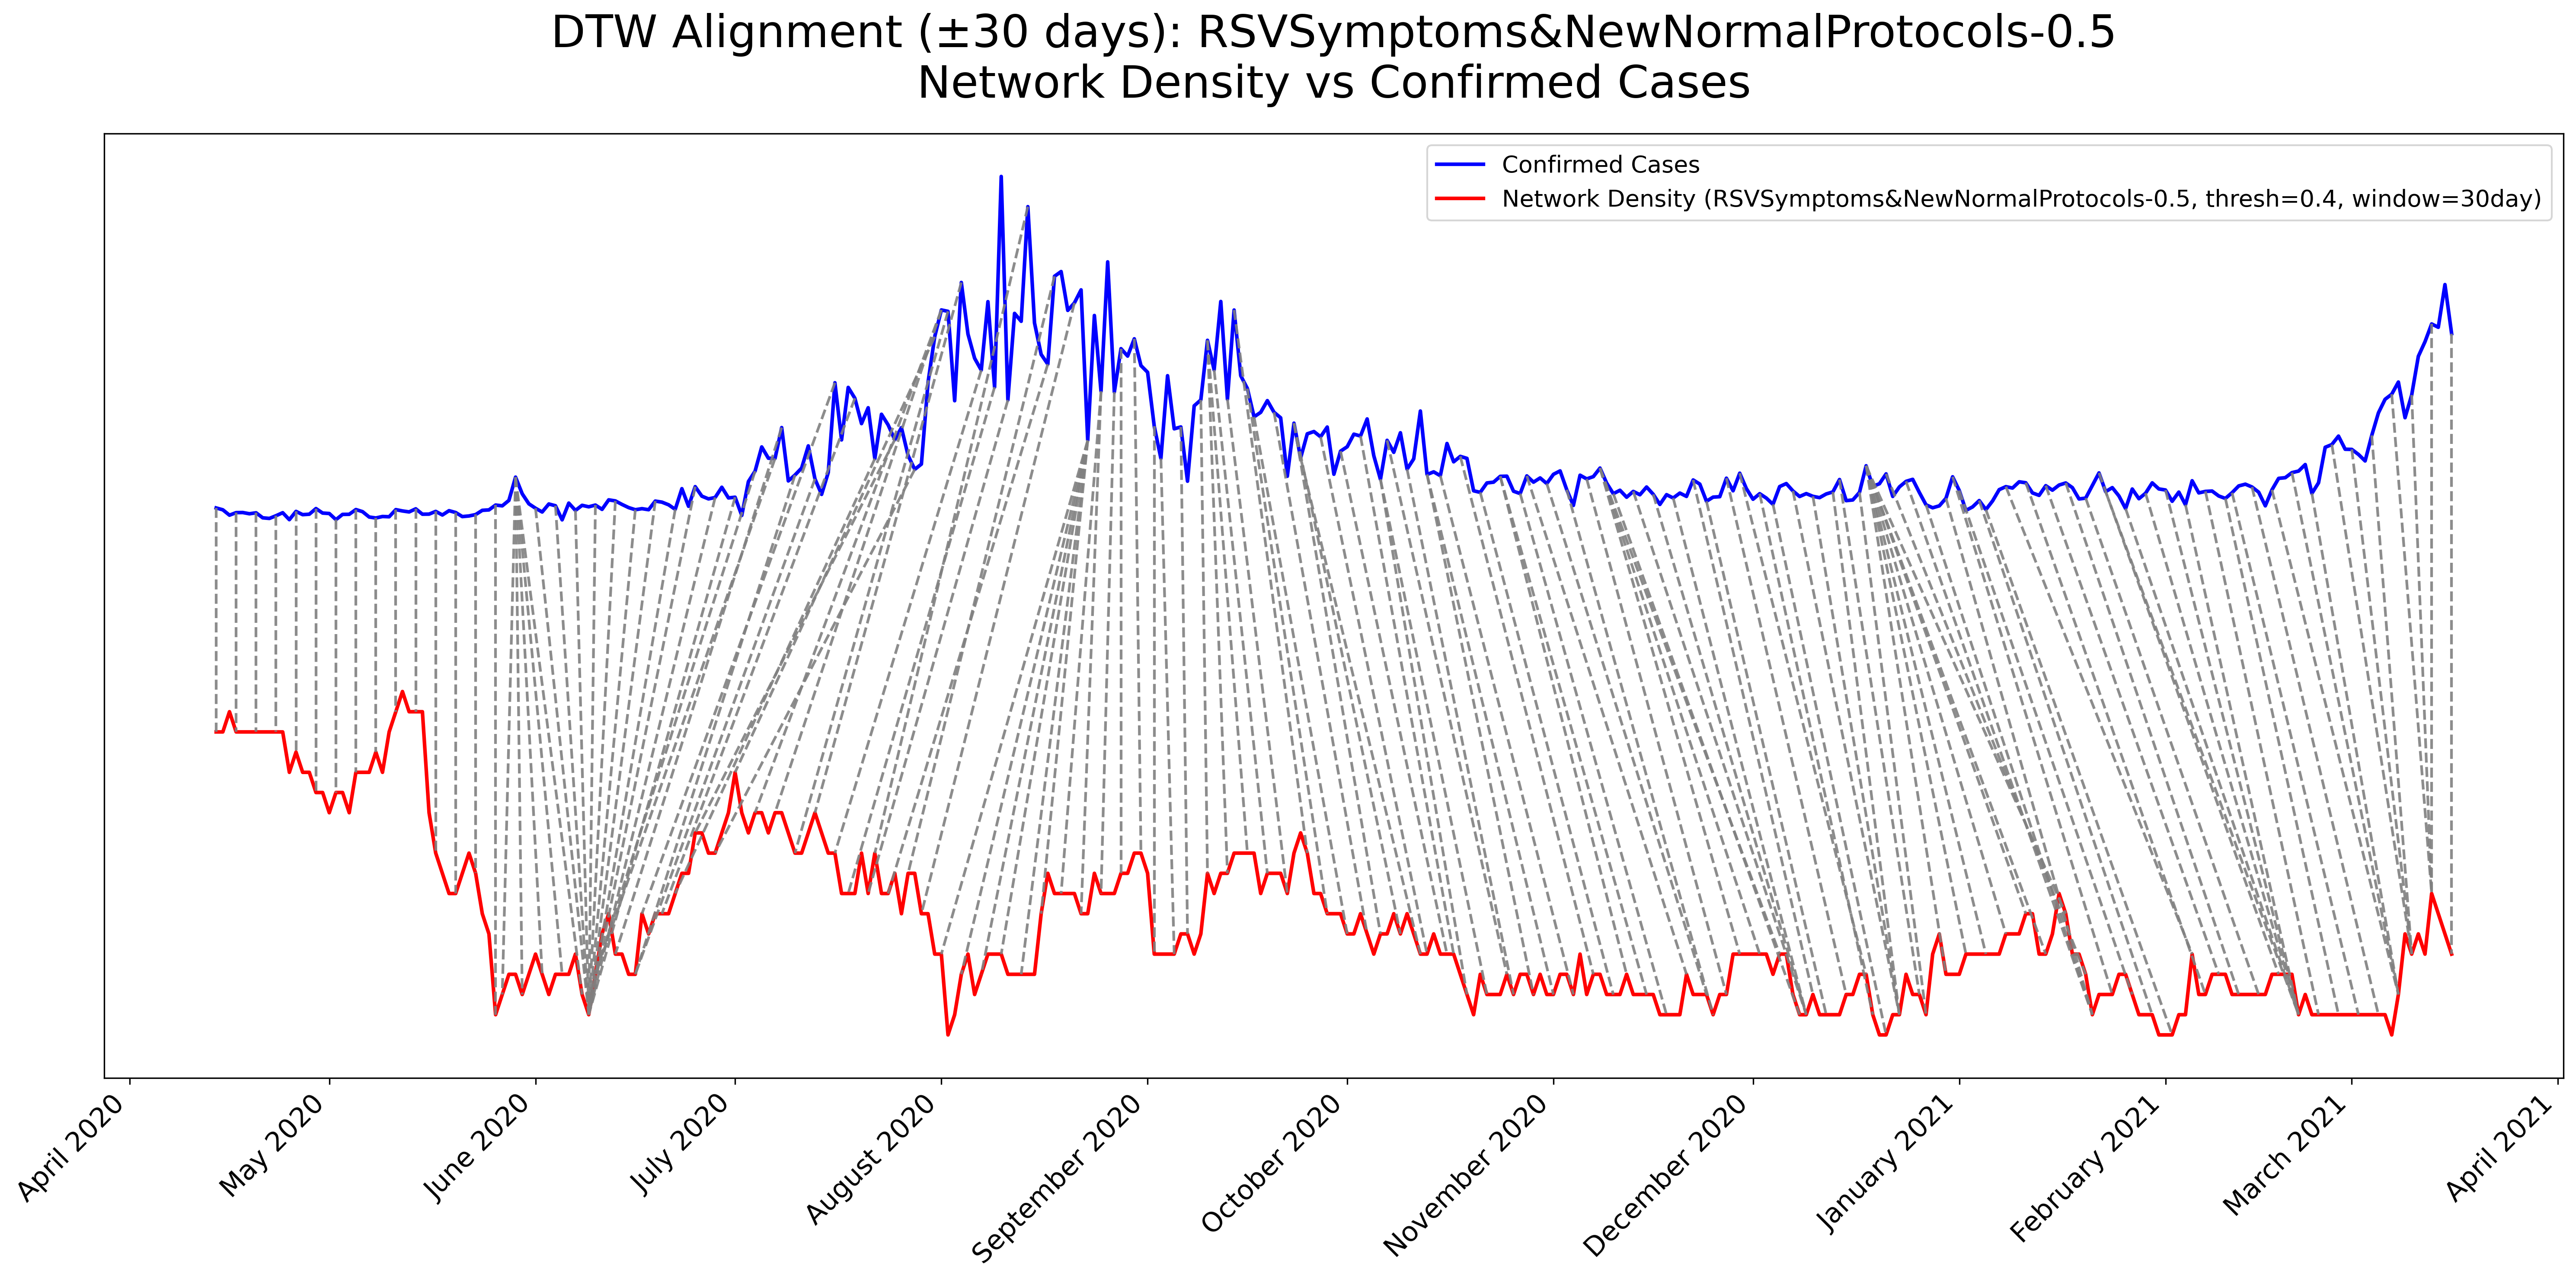 DTW Alignment (±30 days): RSVSymptoms&NewNormalProtocols-0.5
Network Density vs Confirmed Cases
Confirmed Cases
Network Density (RSVSymptoms&NewNormalProtocols-0.5, thresh=0.4, window=30day)
April 2020
May 2020
June 2020
July 2020
August 2020
September 2020
October 2020
November 2020
December 2020
January 2021
February 2021
March 2021
April 2021